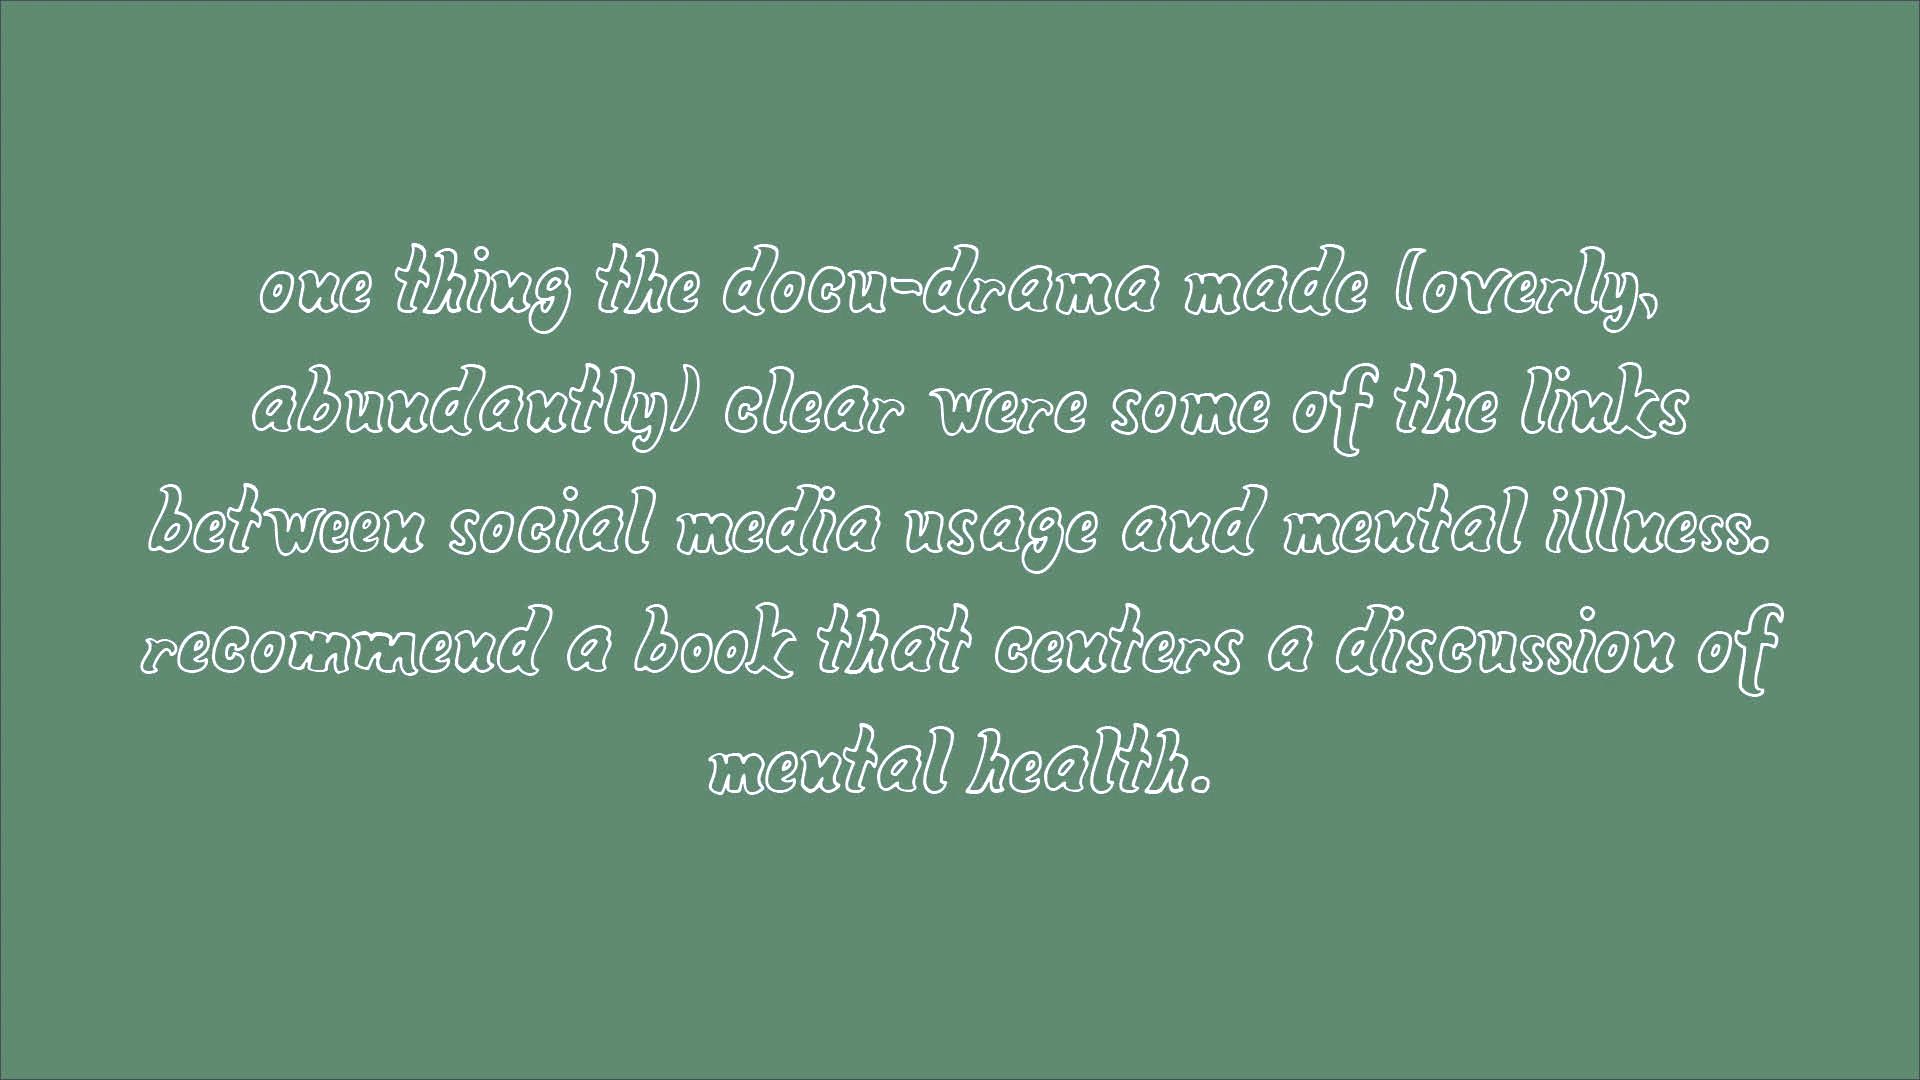 one thing the docu-drama made (overly,
abundantly) clear were some of the links
between social media usage and mental illness.
recommend a book that centers a discussion of
mental health.